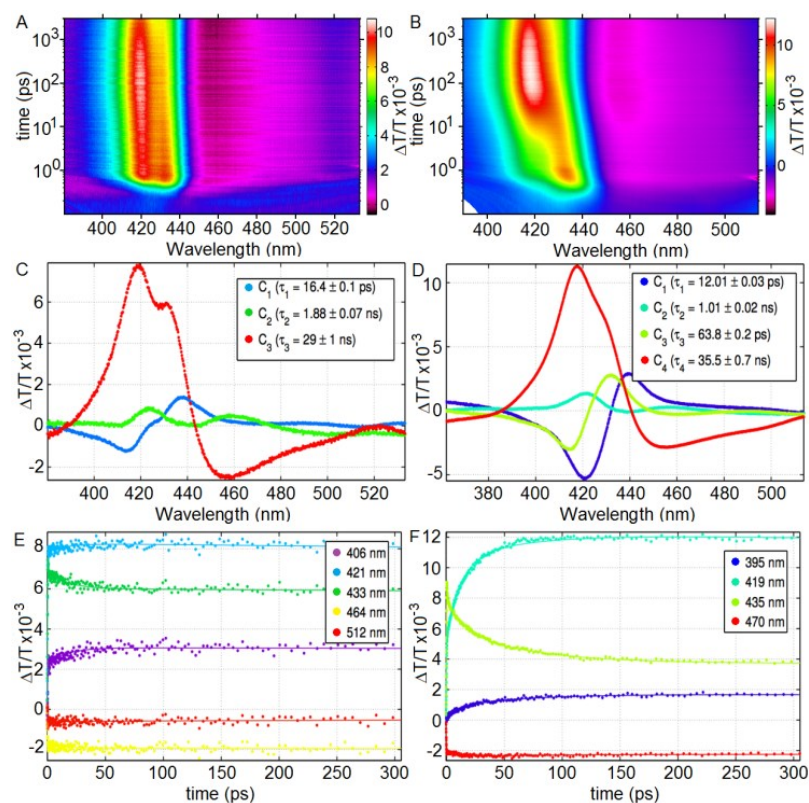 A
10
8
6
4
2
0
ΔT/T x10⁻³
time (ps)
10³
10²
10¹
10⁰
400 420 440 460 480 500 520
Wavelength (nm)
B
10
5
0
ΔT/T x10⁻³
time (ps)
10³
10²
10¹
10⁰
400 420 440 460 480 500
Wavelength (nm)
C
ΔT/T x10⁻³
6
4
2
0
-2
C₁ (τ₁ = 16.4 ± 0.1 ps)
C₂ (τ₂ = 1.88 ± 0.07 ns)
C₃ (τ₃ = 29 ± 1 ns)
400 420 440 460 480 500 520
Wavelength (nm)
D
ΔT/T x10⁻³
10
5
0
-5
C₁ (τ₁ = 12.01 ± 0.03 ps)
C₂ (τ₂ = 1.01 ± 0.02 ns)
C₃ (τ₃ = 63.8 ± 0.2 ps)
C₄ (τ₄ = 35.5 ± 0.7 ns)
380 400 420 440 460 480 500
Wavelength (nm)
E
ΔT/T x10⁻³
8
6
3
0
-2
406 nm
421 nm
433 nm
464 nm
512 nm
0 50 100 150 200 250 300
time (ps)
F
ΔT/T x10⁻³
12
10
8
6
4
2
0
-2
395 nm
419 nm
435 nm
470 nm
0 50 100 150 200 250 300
time (ps)